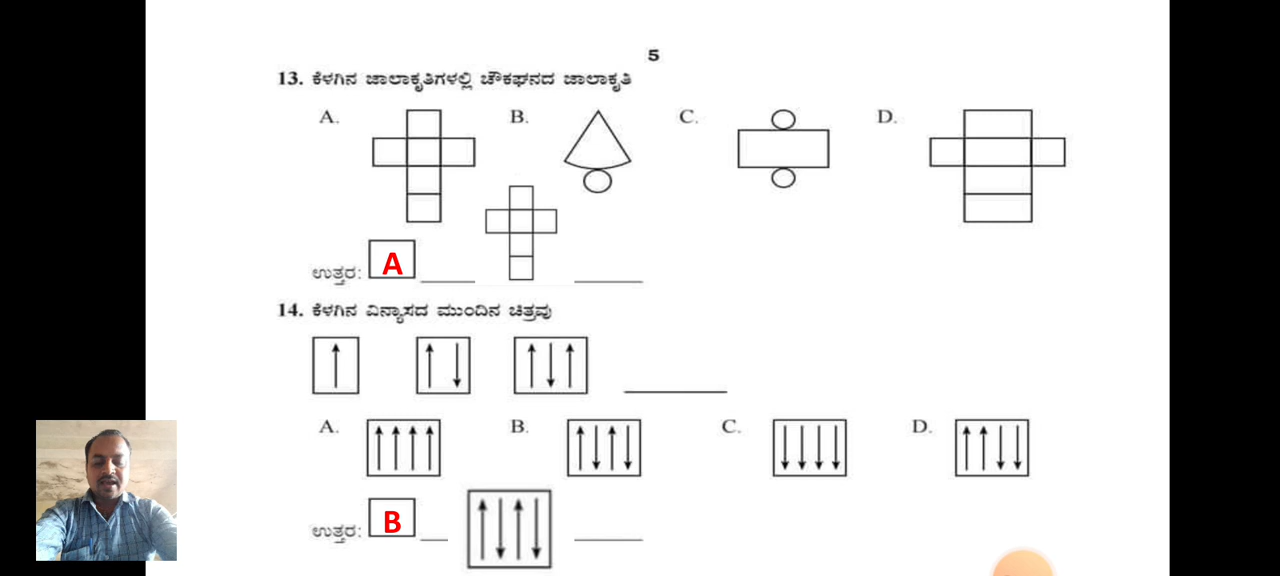 5
13. ಕೆಳಗಿನ ಜಾಲಾಕೃತಿಗಳಲ್ಲಿ ಚೌಕಘನದ ಜಾಲಾಕೃತಿ
A. B. C. D.
ಉತ್ತರ: A
14. ಕೆಳಗಿನ ವಿನ್ಯಾಸದ ಮುಂದಿನ ಚಿತ್ರವು
A. B. C. D.
ಉತ್ತರ: B